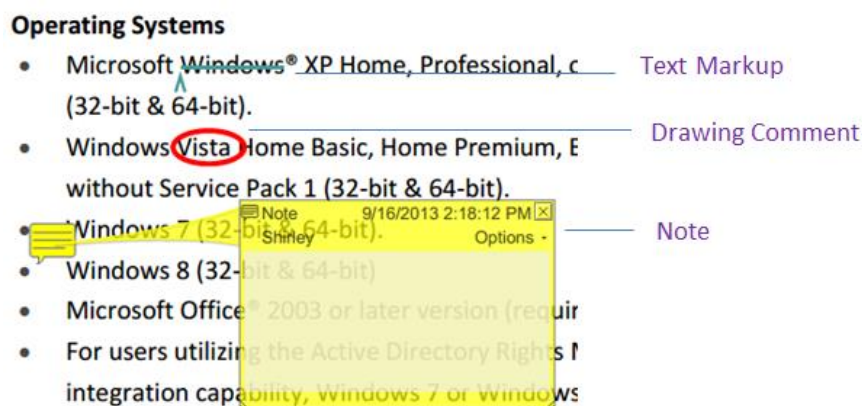 Operating Systems
• Microsoft Windows® XP Home, Professional, Text Markup
(32-bit & 64-bit).
Drawing Comment
• Windows Vista Home Basic, Home Premium,
without Service Pack 1 (32-bit & 64-bit).
Note 9/16/2013 2:18:12 PM
• Windows 7 (32-bit & 64-bit). Note
Shirley Options -
• Windows 8 (32-bit & 64-bit)
• Microsoft Office® 2003 or later version
• For users utilizing the Active Directory Rights
integration capability, Windows 7 or Windows